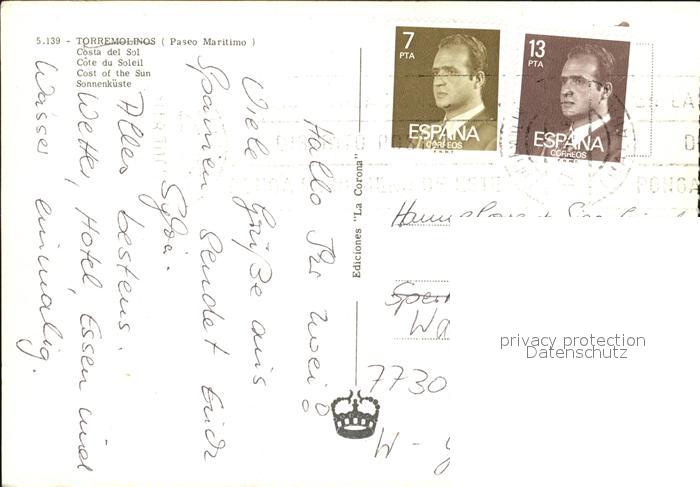 5.139 - TORREMOLINOS ( Paseo Maritimo )
Costa del Sol
Côte du Soleil
Cost of the Sun
Sonnenküste
Hallo Ihr zwei!
Viele Grüße aus
Spanien sendet Euch
Sylvi.
Alles bestens.
Wetter, Hotel, Essen und
Wasser einmalig.
Ediciones "La Corona"
7
PTA
ESPAÑA
CORREOS
F.N.M.T.
13
PTA
ESPAÑA
CORREOS
F.N.M.T.
7730
W -
privacy protection
Datenschutz